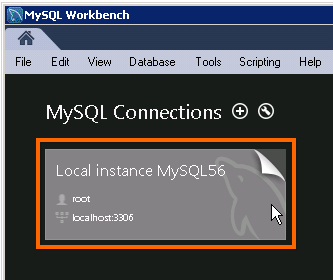 MySQL Workbench
File Edit View Database Tools Scripting Help
MySQL Connections
Local instance MySQL56
root
localhost:3306